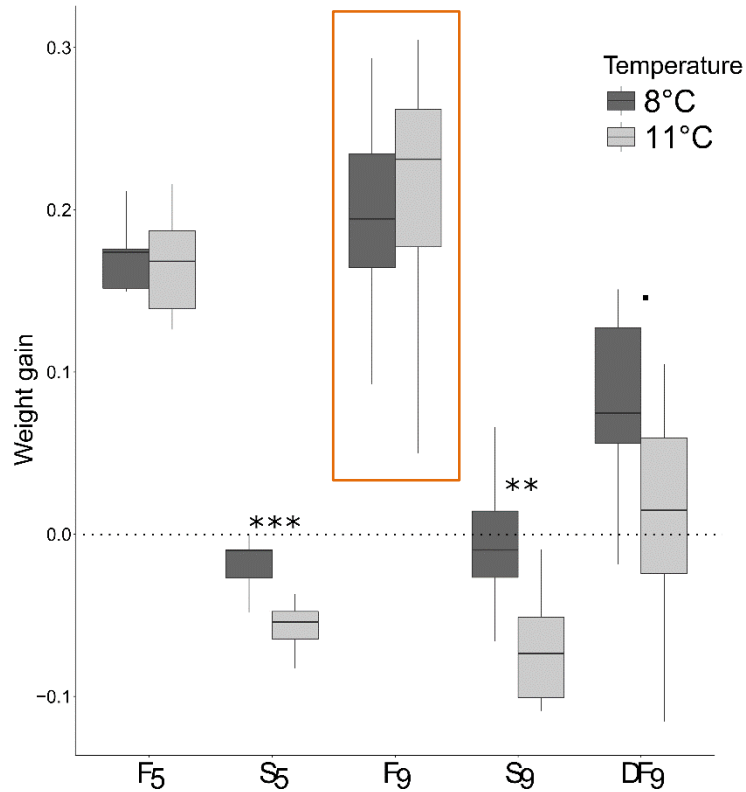 Temperature
8°C
11°C
Weight gain
0.3
0.2
0.1
0.0
−0.1
***
**
F5 S5 F9 S9 DF9